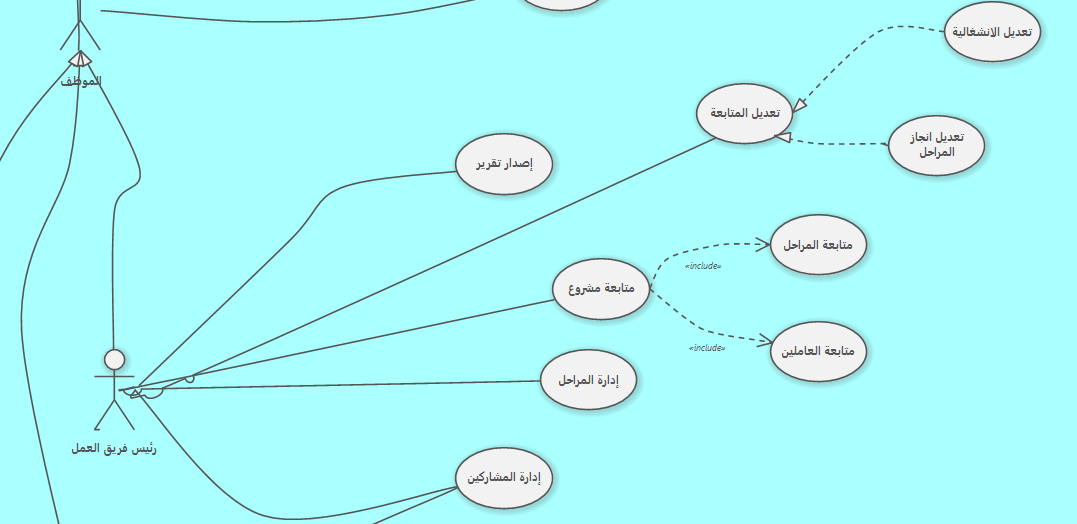 تعديل الانشغالية
الموظف
تعديل المتابعة
تعديل انجاز
المراحل
إصدار تقرير
متابعة المراحل
«include»
متابعة مشروع
«include»
متابعة العاملين
إدارة المراحل
رئيس فريق العمل
إدارة المشاركين